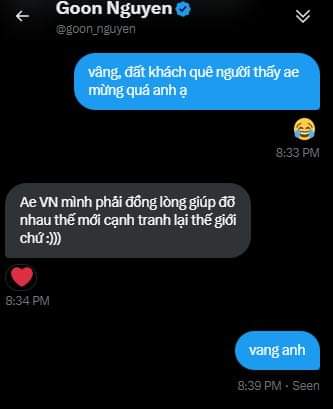 Goon Nguyen
@goon_nguyen
vâng, đất khách quê người thấy ae
mừng quá anh ạ
8:33 PM
Ae VN mình phải đồng lòng giúp đỡ
nhau thế mới cạnh tranh lại thế giới
chứ :)))
8:34 PM
vang anh
8:39 PM · Seen